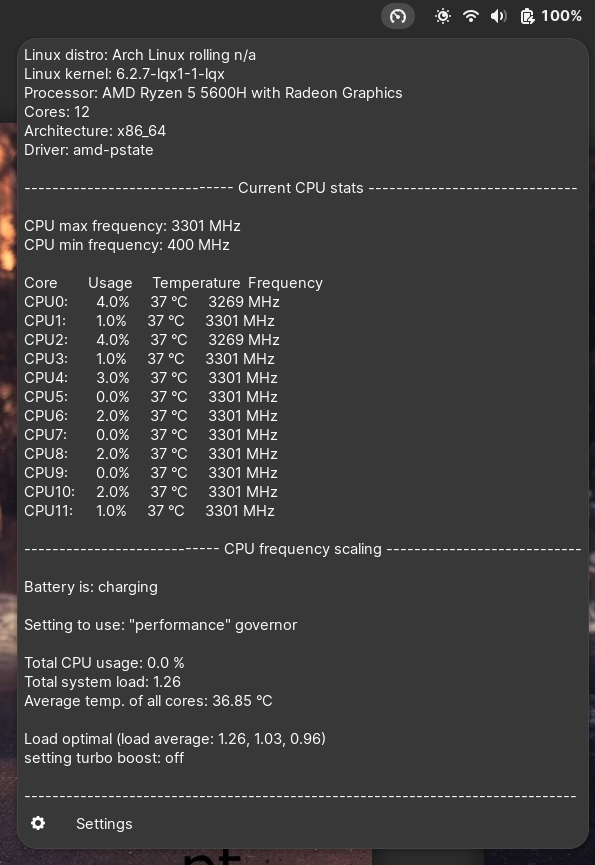 100%
Linux distro: Arch Linux rolling n/a
Linux kernel: 6.2.7-lqx1-1-lqx
Processor: AMD Ryzen 5 5600H with Radeon Graphics
Cores: 12
Architecture: x86_64
Driver: amd-pstate
------------------------------ Current CPU stats ------------------------------
CPU max frequency: 3301 MHz
CPU min frequency: 400 MHz
Core Usage Temperature Frequency
CPU0: 4.0% 37 °C 3269 MHz
CPU1: 1.0% 37 °C 3301 MHz
CPU2: 4.0% 37 °C 3269 MHz
CPU3: 1.0% 37 °C 3301 MHz
CPU4: 3.0% 37 °C 3301 MHz
CPU5: 0.0% 37 °C 3301 MHz
CPU6: 2.0% 37 °C 3301 MHz
CPU7: 0.0% 37 °C 3301 MHz
CPU8: 2.0% 37 °C 3301 MHz
CPU9: 0.0% 37 °C 3301 MHz
CPU10: 2.0% 37 °C 3301 MHz
CPU11: 1.0% 37 °C 3301 MHz
---------------------------- CPU frequency scaling ----------------------------
Battery is: charging
Setting to use: "performance" governor
Total CPU usage: 0.0 %
Total system load: 1.26
Average temp. of all cores: 36.85 °C
Load optimal (load average: 1.26, 1.03, 0.96)
setting turbo boost: off
-------------------------------------------------------------------------------
Settings